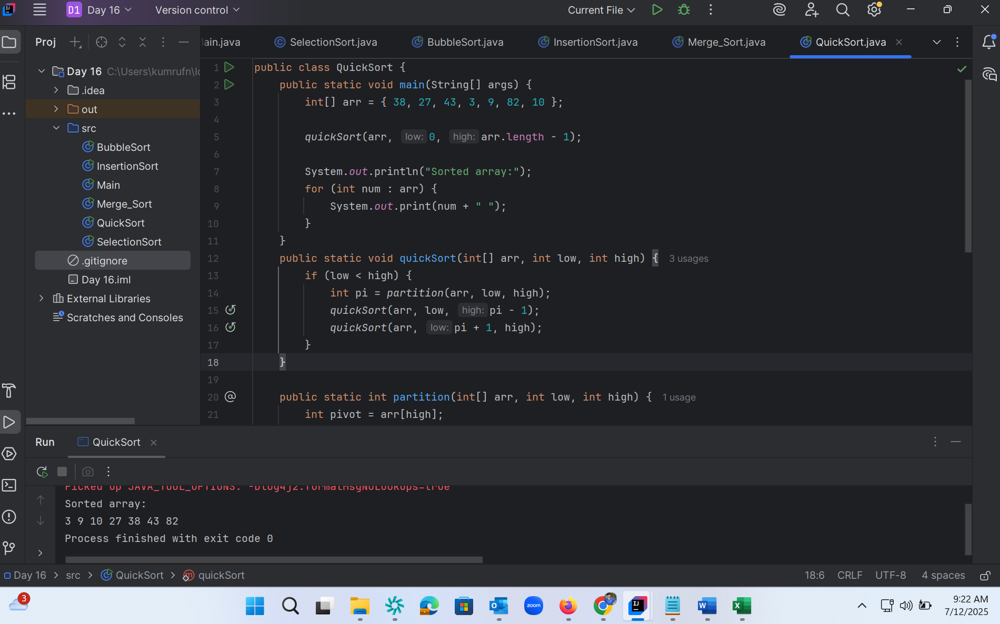 D1 Day 16 Version control Current File
Proj
ain.java SelectionSort.java BubbleSort.java InsertionSort.java Merge_Sort.java QuickSort.java
Day 16 C:\Users\kumrufn\Ic
.idea
out
src
BubbleSort
InsertionSort
Main
Merge_Sort
QuickSort
SelectionSort
.gitignore
Day 16.iml
External Libraries
Scratches and Consoles
1 public class QuickSort {
2 public static void main(String[] args) {
3 int[] arr = { 38, 27, 43, 3, 9, 82, 10 };
4
5 quickSort(arr, low: 0, high: arr.length - 1);
6
7 System.out.println("Sorted array:");
8 for (int num : arr) {
9 System.out.print(num + " ");
10 }
11 }
12 public static void quickSort(int[] arr, int low, int high) { 3 usages
13 if (low < high) {
14 int pi = partition(arr, low, high);
15 quickSort(arr, low, high: pi - 1);
16 quickSort(arr, low: pi + 1, high);
17 }
18 }
19
20 public static int partition(int[] arr, int low, int high) { 1 usage
21 int pivot = arr[high];
Run QuickSort
Picked up JAVA_TOOL_OPTIONS: -Dlog4j2.formatMsgNoLookups=true
Sorted array:
3 9 10 27 38 43 82
Process finished with exit code 0
Day 16 > src > QuickSort > quickSort 18:6 CRLF UTF-8 4 spaces
3
zoom
9:22 AM
7/12/2025